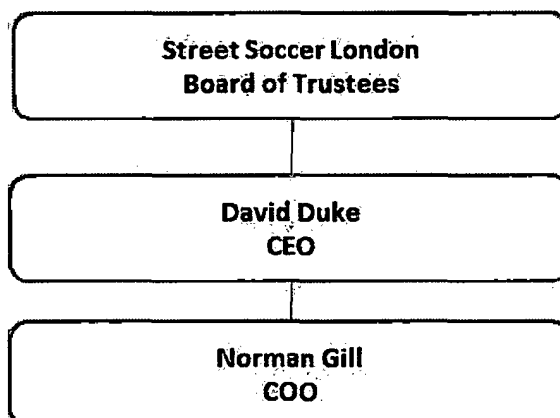 Street Soccer London
Board of Trustees
David Duke
CEO
Norman Gill
COO